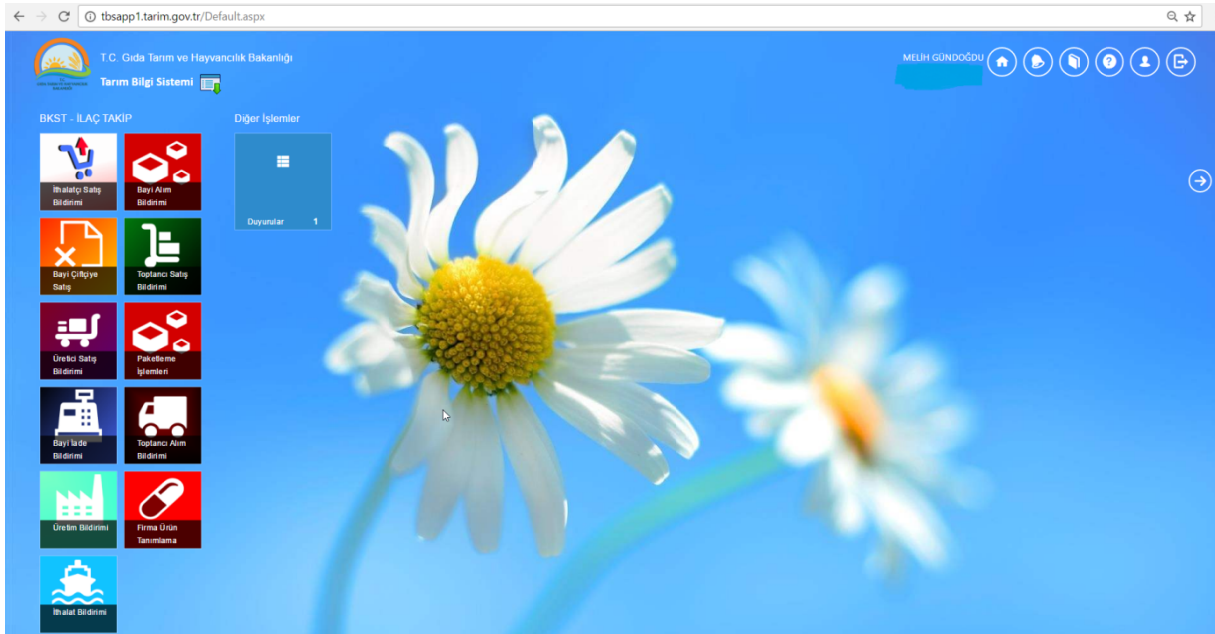 tbsapp1.tarim.gov.tr/Default.aspx
T.C. Gıda Tarım ve Hayvancılık Bakanlığı
Tarım Bilgi Sistemi
MELİH GÜNDOĞDU
BKST - İLAÇ TAKİP
Diğer İşlemler
İthalatçı Satış
Bildirimi
Bayi Alım
Bildirimi
Duyurular 1
Bayi Çiftçiye
Satış
Toptancı Satış
Bildirimi
Üretici Satış
Bildirimi
Paketleme
İşlemleri
Bayi İade
Bildirimi
Toptancı Alım
Bildirimi
Üretim Bildirimi
Firma Ürün
Tanımlama
İthalat Bildirimi